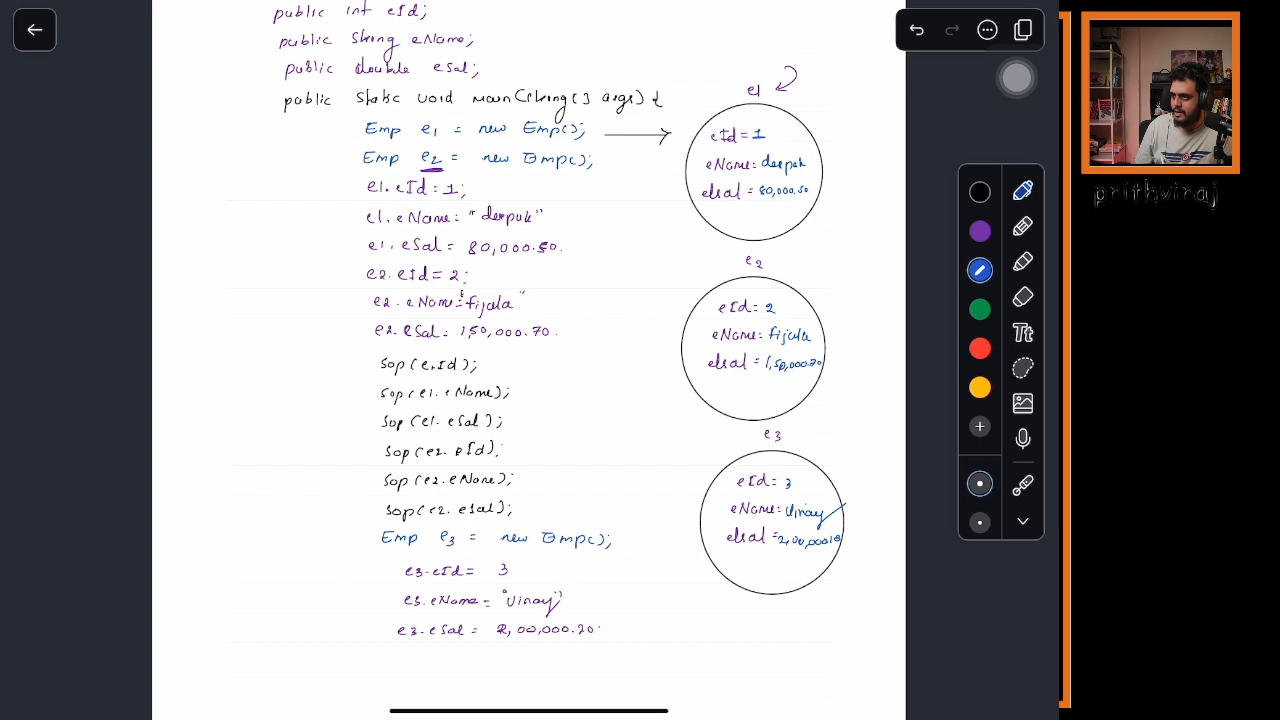 public int eId;
public String eName;
public double eSal;
public static void main(String[] args) {
Emp e1 = new Emp();
Emp e2 = new Emp();
e1.eId = 1;
e1.eName = "deepak"
e1.eSal = 80,000.50.
e2.eId = 2;
e2.eName = "fijala"
e2.eSal = 1,50,000.70.
Sop(e1.Id);
Sop(e1.eName);
Sop(e1.eSal);
Sop(e2.eId);
Sop(e2.eName);
Sop(e2.eSal);
Emp e3 = new Emp();
e3.eId = 3
e3.eName = "Vinay"
e3.eSal = 2,00,000.20.
e1
eId = 1
eName: deepak
eSal = 80,000.50
e2
eId = 2
eName: fijala
eSal = 1,50,000.70
e3
eId = 3
eName: Vinay
eSal =
Tt
prithviraj